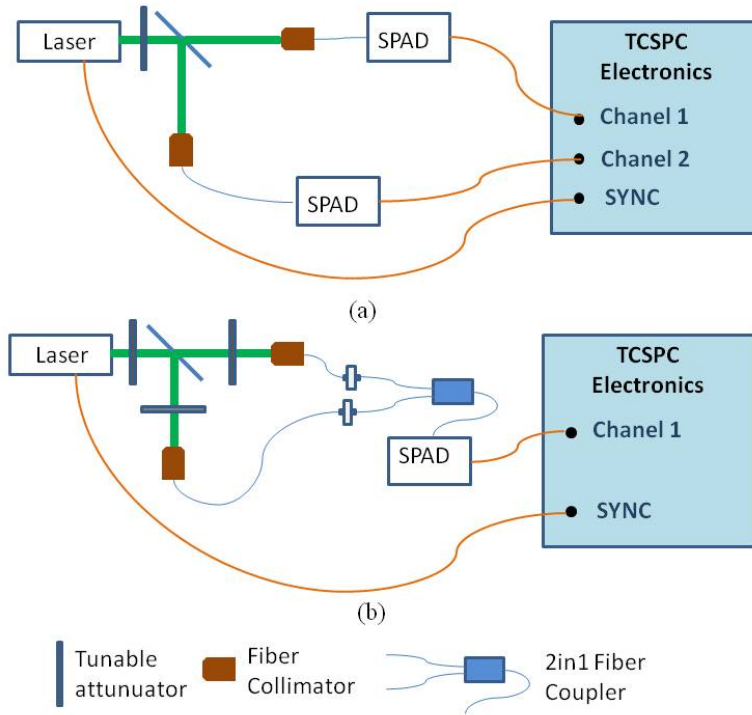 Laser
SPAD
TCSPC
Electronics
Chanel 1
Chanel 2
SYNC
SPAD
(a)
Laser
TCSPC
Electronics
Chanel 1
SPAD
SYNC
(b)
Tunable
attunuator
Fiber
Collimator
2in1 Fiber
Coupler